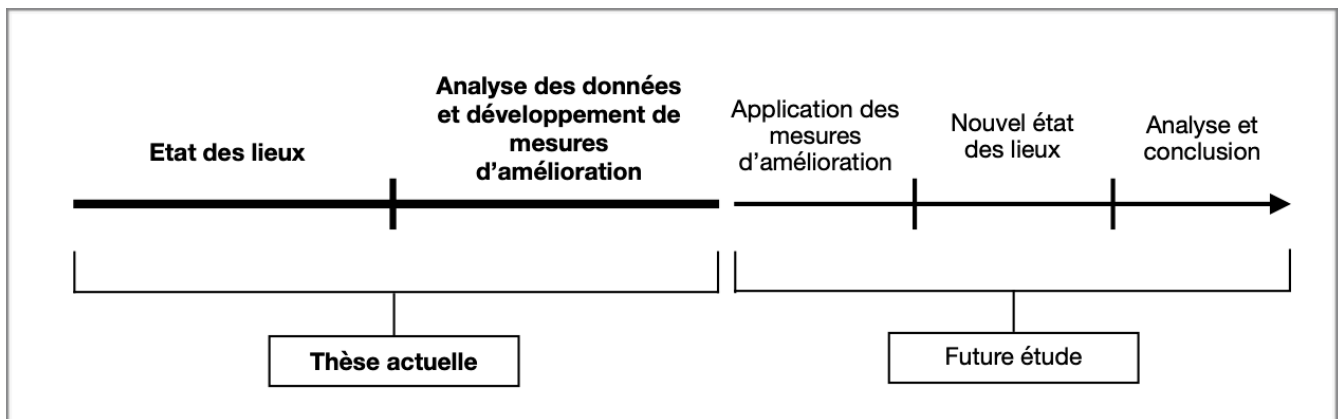 Etat des lieux
Analyse des données
et développement de
mesures
d’amélioration
Application des
mesures
d’amélioration
Nouvel état
des lieux
Analyse et
conclusion
Thèse actuelle
Future étude